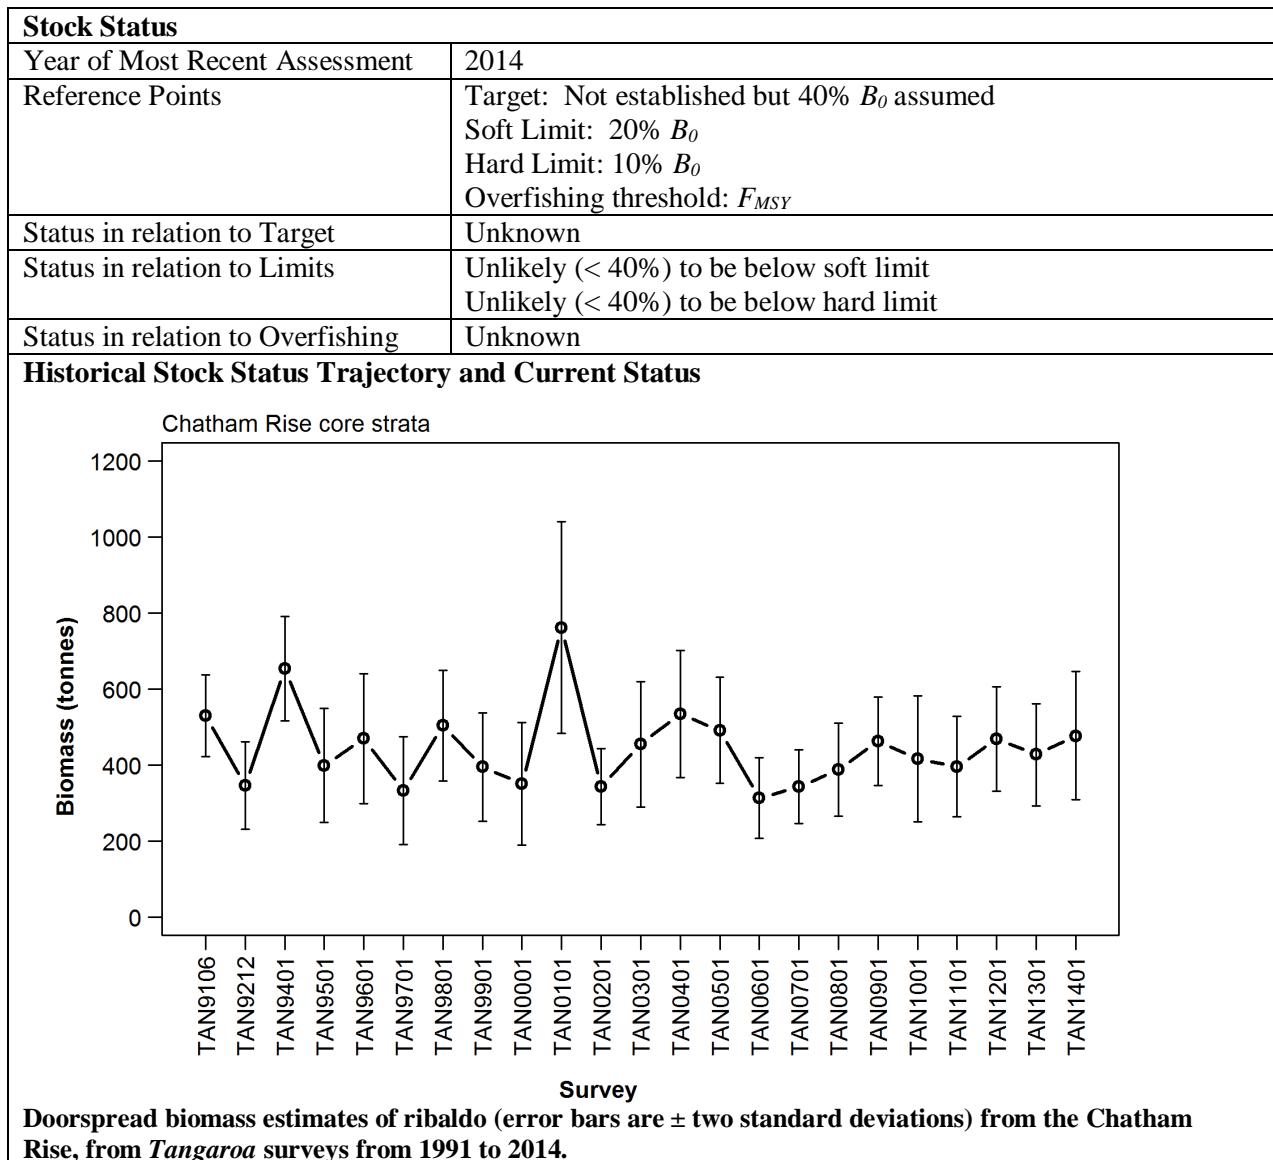 Stock Status
Year of Most Recent Assessment 2014
Reference Points Target: Not established but 40% B0 assumed
Soft Limit: 20% B0
Hard Limit: 10% B0
Overfishing threshold: FMSY
Status in relation to Target Unknown
Status in relation to Limits Unlikely (< 40%) to be below soft limit
Unlikely (< 40%) to be below hard limit
Status in relation to Overfishing Unknown
Historical Stock Status Trajectory and Current Status
Chatham Rise core strata
1200
1000
800
600
400
200
0
Biomass (tonnes)
TAN9106
TAN9212
TAN9401
TAN9501
TAN9601
TAN9701
TAN9801
TAN9901
TAN0001
TAN0101
TAN0201
TAN0301
TAN0401
TAN0501
TAN0601
TAN0701
TAN0801
TAN0901
TAN1001
TAN1101
TAN1201
TAN1301
TAN1401
Survey
Doorspread biomass estimates of ribaldo (error bars are ± two standard deviations) from the Chatham
Rise, from Tangaroa surveys from 1991 to 2014.